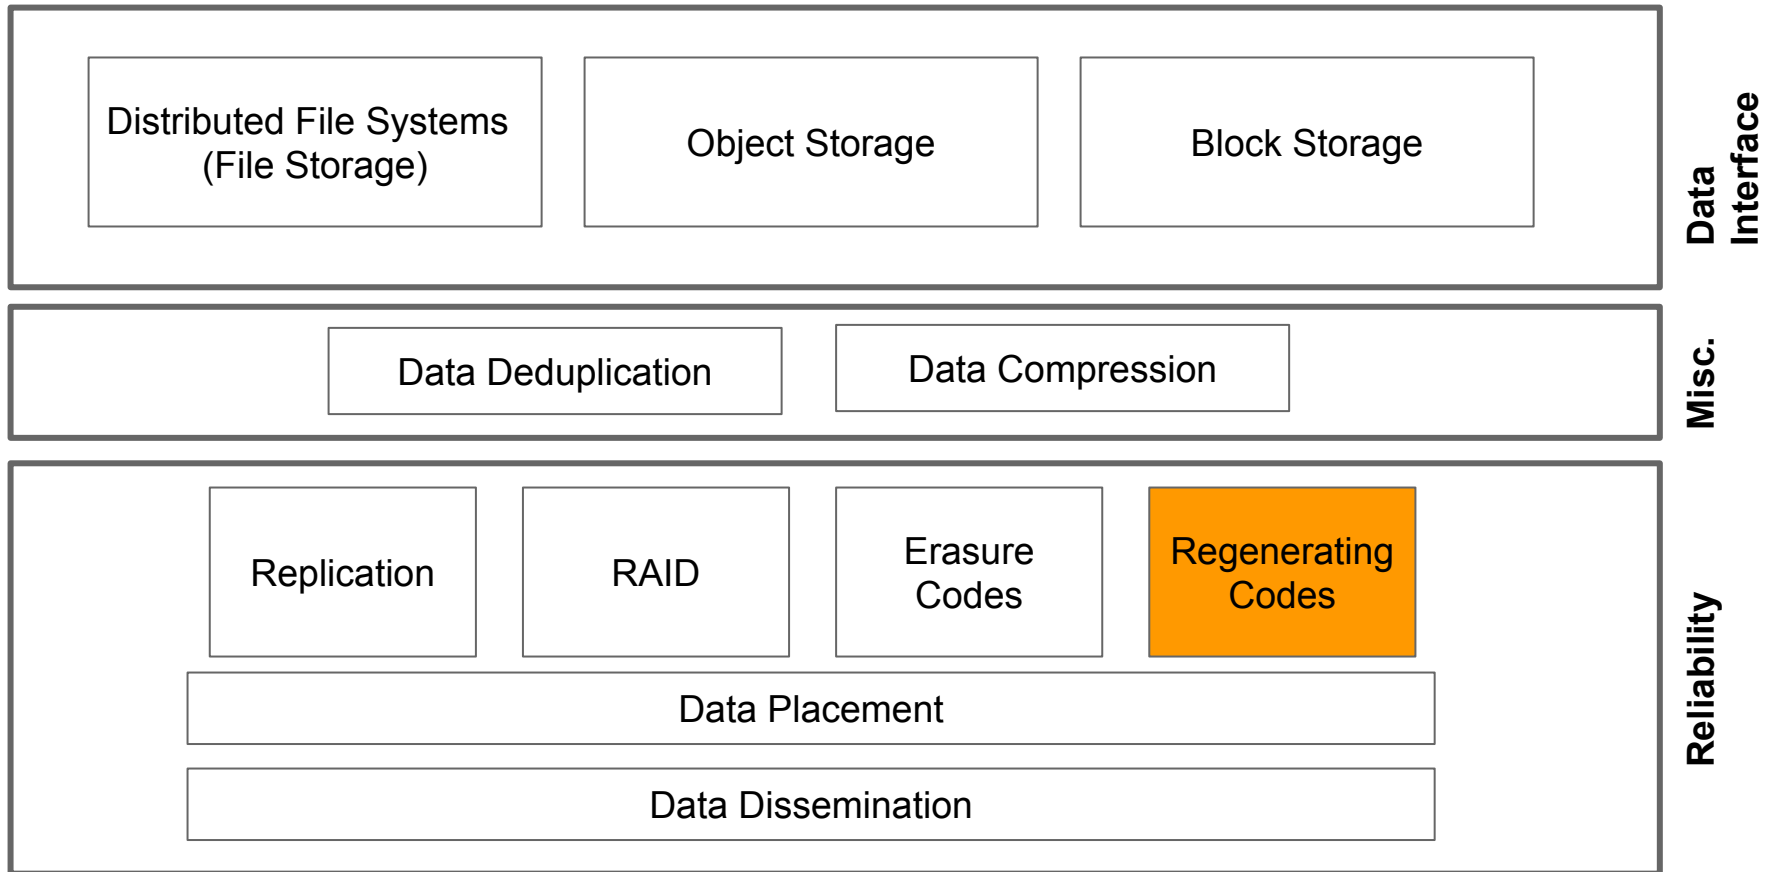 Distributed File Systems
(File Storage)
Object Storage
Block Storage
Data
Interface
Data Deduplication
Data Compression
Misc.
Replication
RAID
Erasure
Codes
Regenerating
Codes
Data Placement
Data Dissemination
Reliability